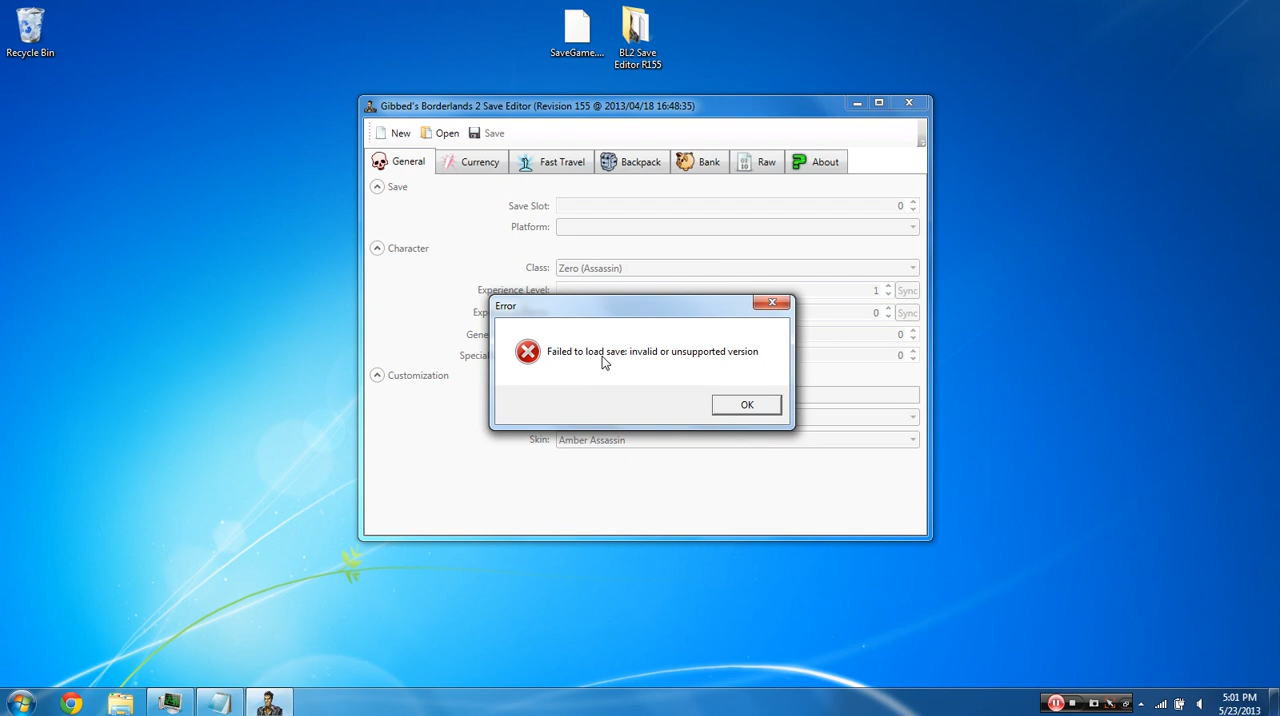 Recycle Bin
SaveGame....
BL2 Save
Editor R155
Gibbed's Borderlands 2 Save Editor (Revision 155 @ 2013/04/18 16:48:35)
New Open Save
General Currency Fast Travel Backpack Bank Raw About
Save
Save Slot: 0
Platform:
Character
Class: Zero (Assassin)
Experience Level: 1 Sync
Exp 0 Sync
Error
Gene 0
Failed to load save: invalid or unsupported version
Special 0
Customization
OK
Skin: Amber Assassin
5:01 PM
5/23/2013